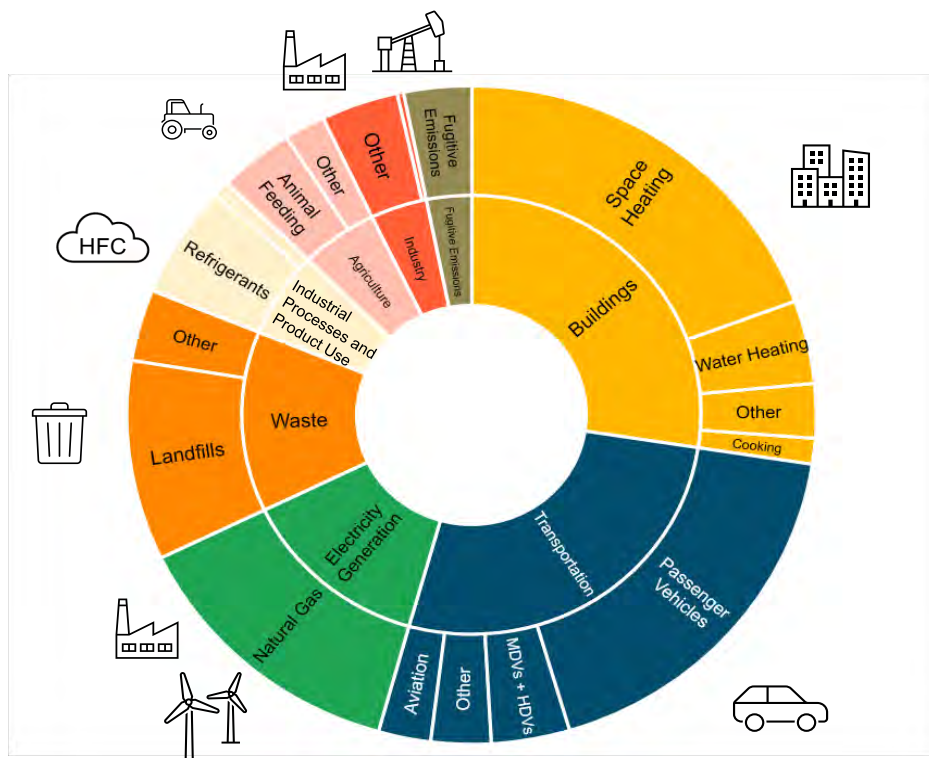 Fugitive
Emissions
Space
Heating
Other
Other
Animal
Feeding
HFC
Refrigerants
Fugitive Emissions
Industry
Agriculture
Buildings
Industrial
Processes and
Product Use
Water Heating
Other
Waste
Other
Cooking
Landfills
Electricity
Generation
Transportation
Passenger
Vehicles
Natural Gas
Aviation
Other
MDVs + HDVs